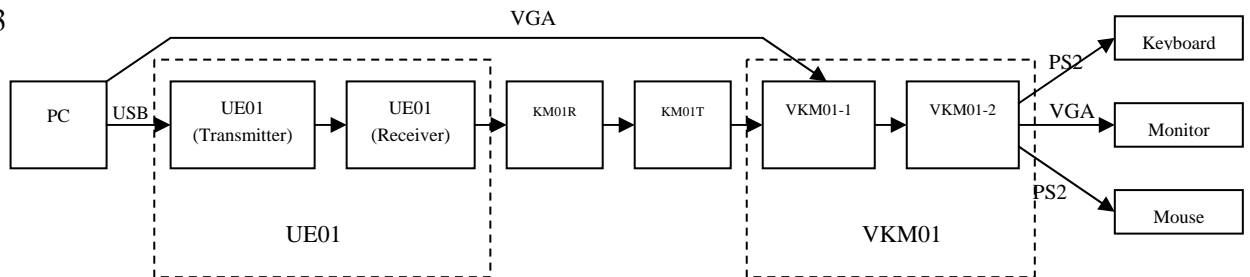 VGA
Keyboard
PS2
PC
USB
UE01
(Transmitter)
UE01
(Receiver)
KM01R
KM01T
VKM01-1
VKM01-2
VGA
Monitor
PS2
Mouse
UE01
VKM01